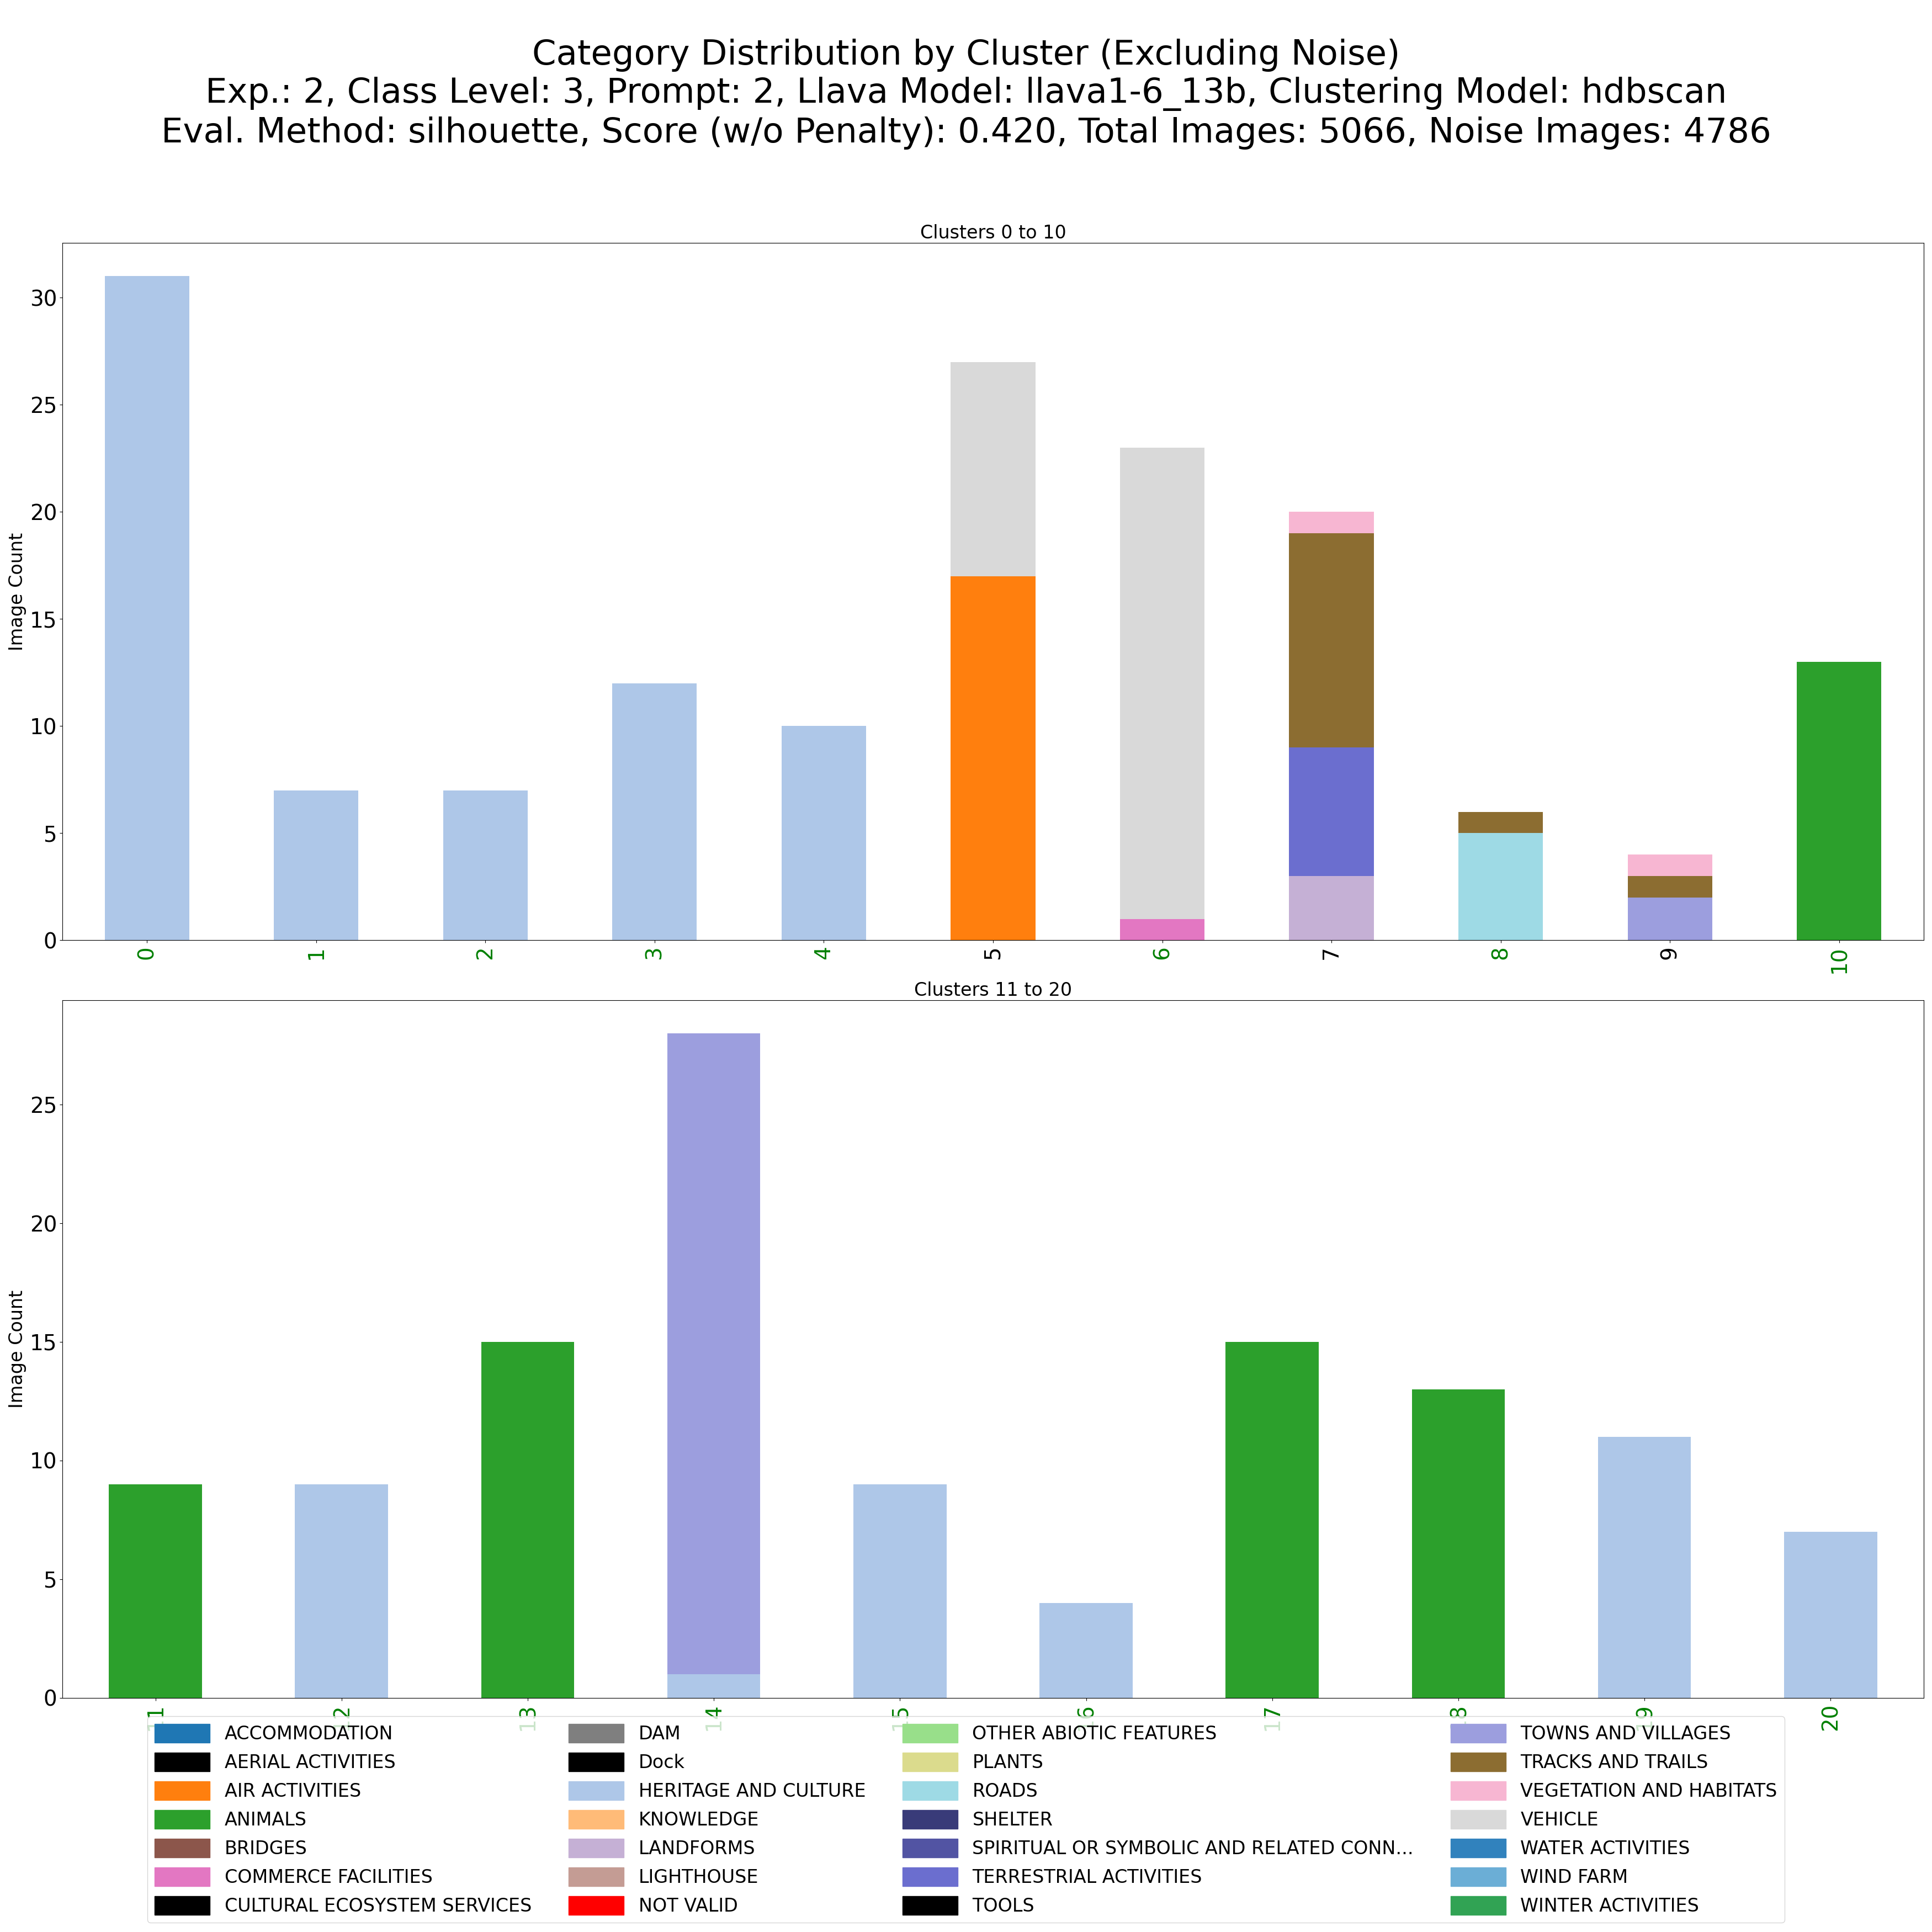 Category Distribution by Cluster (Excluding Noise)
Exp.: 2, Class Level: 3, Prompt: 2, Llava Model: llava1-6_13b, Clustering Model: hdbscan
Eval. Method: silhouette, Score (w/o Penalty): 0.420, Total Images: 5066, Noise Images: 4786
Clusters 0 to 10
Image Count
30
25
20
15
10
5
0
0 1 2 3 4 5 6 7 8 9 10
Clusters 11 to 20
Image Count
25
20
15
10
5
0
11 12 13 14 15 16 17 18 19 20
ACCOMMODATION
AERIAL ACTIVITIES
AIR ACTIVITIES
ANIMALS
BRIDGES
COMMERCE FACILITIES
CULTURAL ECOSYSTEM SERVICES
DAM
Dock
HERITAGE AND CULTURE
KNOWLEDGE
LANDFORMS
LIGHTHOUSE
NOT VALID
OTHER ABIOTIC FEATURES
PLANTS
ROADS
SHELTER
SPIRITUAL OR SYMBOLIC AND RELATED CONN...
TERRESTRIAL ACTIVITIES
TOOLS
TOWNS AND VILLAGES
TRACKS AND TRAILS
VEGETATION AND HABITATS
VEHICLE
WATER ACTIVITIES
WIND FARM
WINTER ACTIVITIES